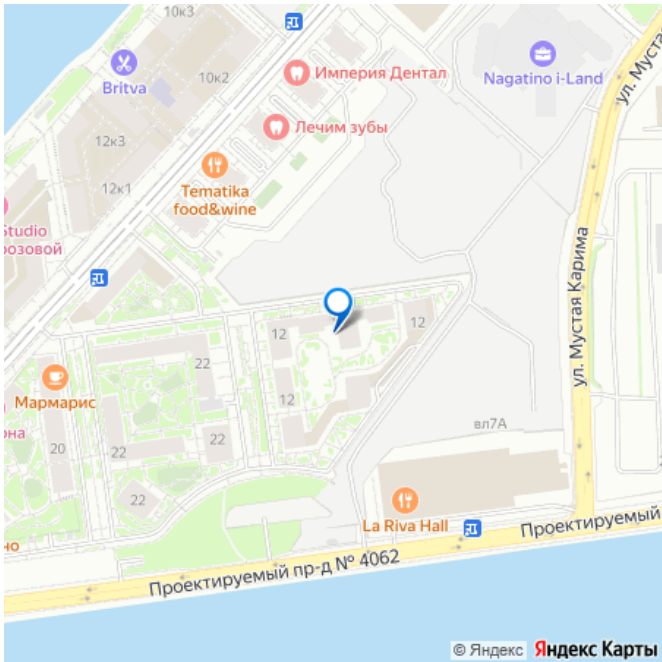 ул. Мустая
10к2
Britva
Империя Дентал
Nagatino i-Land
Лечим зубы
12к3
12к1
Tematika
food&wine
Studio
розовой
ул. Мустая Карима
12
12
22
12
Мармарис
22
22
22
20
вл7А
La Riva Hall
Проектируемый
Проектируемый пр-д № 4062
© Яндекс
Яндекс Карты